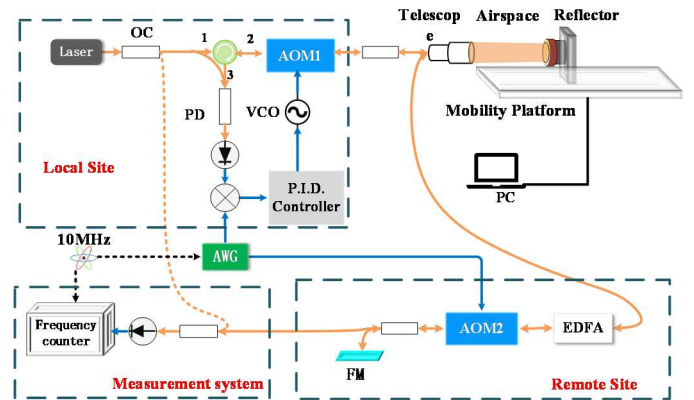 Telescop
Airspace
Reflector
OC
1
2
e
Laser
AOM1
3
PD
VCO
Mobility Platform
Local Site
P.I.D.
Controller
PC
10MHz
AWG
Frequency
counter
AOM2
EDFA
FM
Measurement system
Remote Site